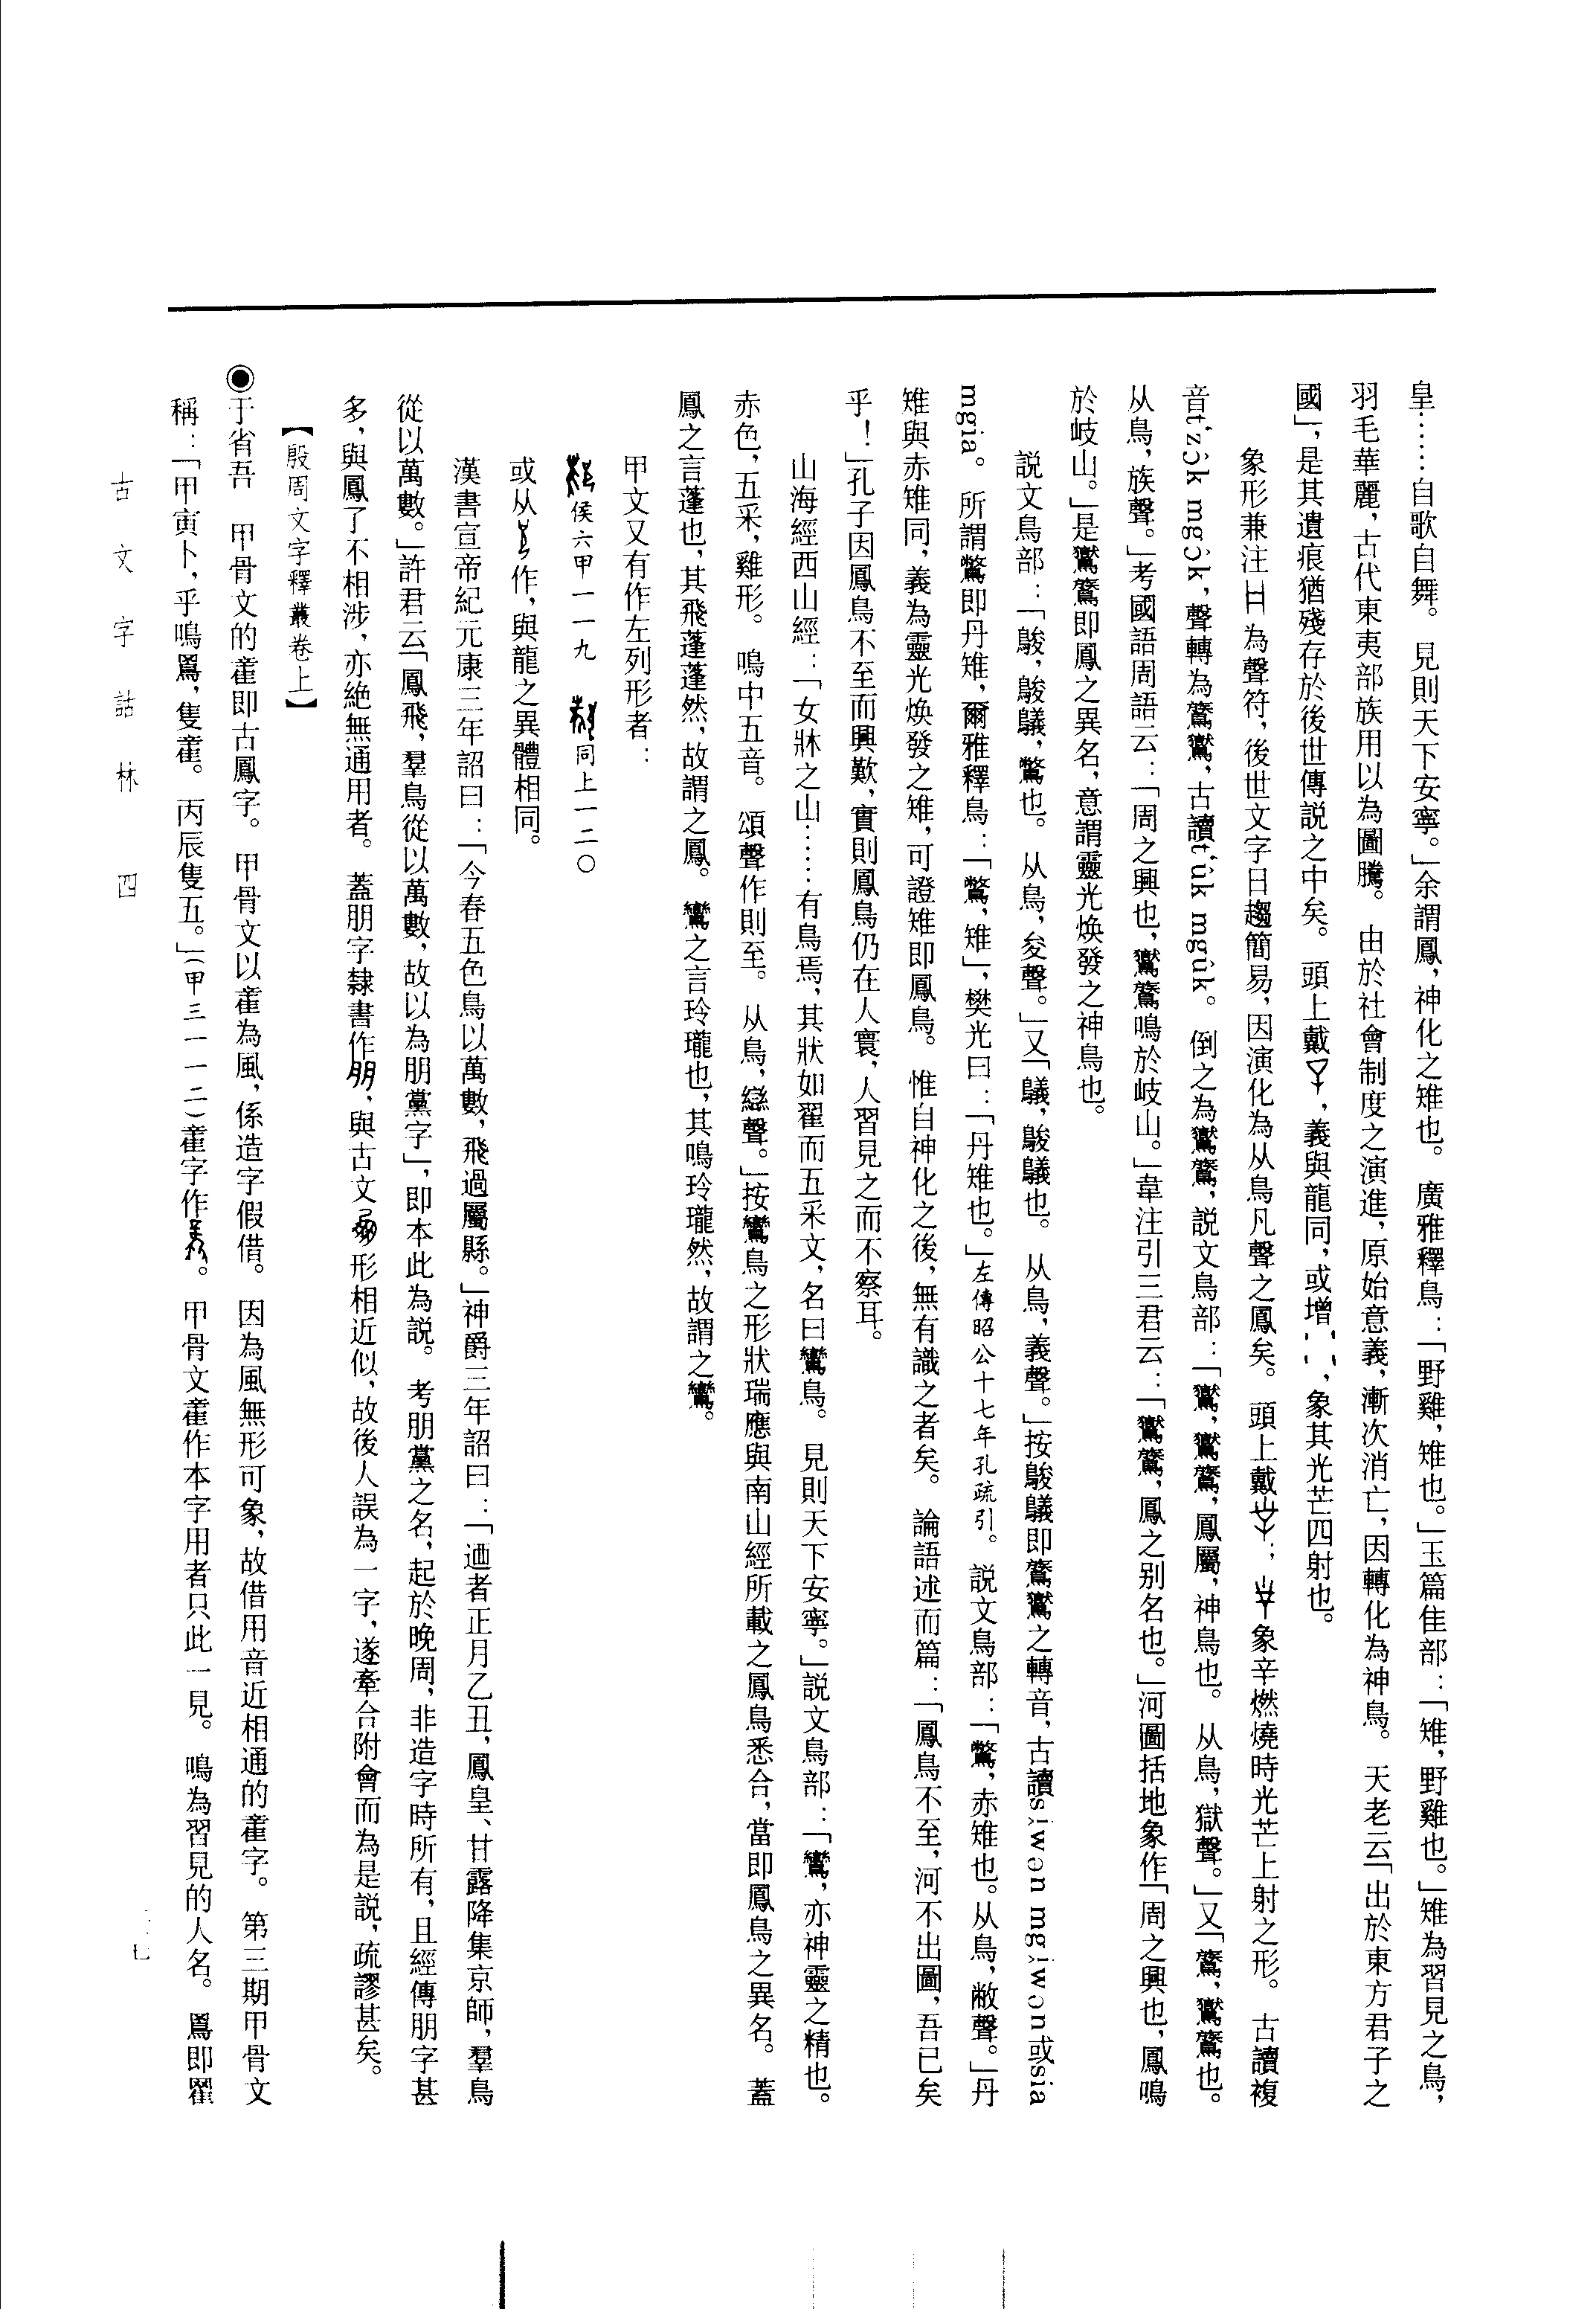 皇……自歌自舞。見則天下安寧。」余謂鳳，神化之雉也。廣雅釋鳥：「野雞，雉也。」玉篇隹部：「雉，野雞也。」雉為習見之鳥，
羽毛華麗，古代東夷部族用以為圖騰。由於社會制度之演進，原始意義，漸次消亡，因轉化為神鳥。天老云「出於東方君子之
國」，是其遺痕猶殘存於後世傳説之中矣。頭上戴，義與龍同，或增，象其光芒四射也。
象形兼注為聲符，後世文字日趨簡易，因演化為从鳥凡聲之鳳矣。頭上戴；象辛燃燒時光芒上射之形。古讀複
音t'zɔ̂k mgɔ̂k，聲轉為鷟鸑，古讀t'ûk mgûk。倒之為鸑鷟，説文鳥部：「鸑，鸑鷟，鳳屬，神鳥也。从鳥，獄聲。」又「鷟，鸑鷟也。
从鳥，族聲。」考國語周語云：「周之興也，鸑鷟鳴於岐山。」韋注引三君云：「鸑鷟，鳳之别名也。」河圖括地象作「周之興也，鳳鳴
於岐山。」是鸑鷟即鳳之異名，意謂靈光煥發之神鳥也。
説文鳥部：「鵔，鵔鸃，鷩也。从鳥，夋聲。」又「鸃，鵔鸃也。从鳥，義聲。」按鵔鸃即鷟鸑之轉音，古讀si̯wən mgi̯wən或sia
mgia。所謂鷩即丹雉，爾雅釋鳥：「鷩，雉」，樊光曰：「丹雉也。」左傳昭公十七年孔疏引。説文鳥部：「鷩，赤雉也。从鳥，敝聲。」丹
雉與赤雉同，義為靈光煥發之雉，可證雉即鳳鳥。惟自神化之後，無有識之者矣。論語述而篇：「鳳鳥不至，河不出圖，吾已矣
乎！」孔子因鳳鳥不至而興歎，實則鳳鳥仍在人寰，人習見之而不察耳。
山海經西山經：「女牀之山……有鳥焉，其狀如翟而五采文，名曰鸞鳥。見則天下安寧。」説文鳥部：「鸞，亦神靈之精也。
赤色，五采，雞形。鳴中五音。頌聲作則至。从鳥，䜌聲。」按鸞鳥之形狀瑞應與南山經所載之鳳鳥悉合，當即鳳鳥之異名。蓋
鳳之言蓬也，其飛蓬蓬然，故謂之鳳。鸞之言玲瓏也，其鳴玲瓏然，故謂之鸞。
甲文又有作左列形者：
侯六甲一一九　同上一二〇
或从作，與龍之異體相同。
漢書宣帝紀元康三年詔曰：「今春五色鳥以萬數，飛過屬縣。」神爵三年詔曰：「迺者正月乙丑，鳳皇、甘露降集京師，羣鳥
從以萬數。」許君云「鳳飛，羣鳥從以萬數，故以為朋黨字」，即本此為説。考朋黨之名，起於晚周，非造字時所有，且經傳朋字甚
多，與鳳了不相涉，亦絶無通用者。蓋朋字隸書作朋，與古文形相近似，故後人誤為一字，遂牽合附會而為是説，疏謬甚矣。
【殷周文字釋叢卷上】
◉于省吾　甲骨文的雚即古鳳字。甲骨文以雚為風，係造字假借。因為風無形可象，故借用音近相通的雚字。第三期甲骨文
稱：「甲寅卜，乎鳴，隻雚。丙辰隻五。」（甲三一一二）雚字作。甲骨文雚作本字用者只此一見。鳴為習見的人名。即
古文字詁林　四